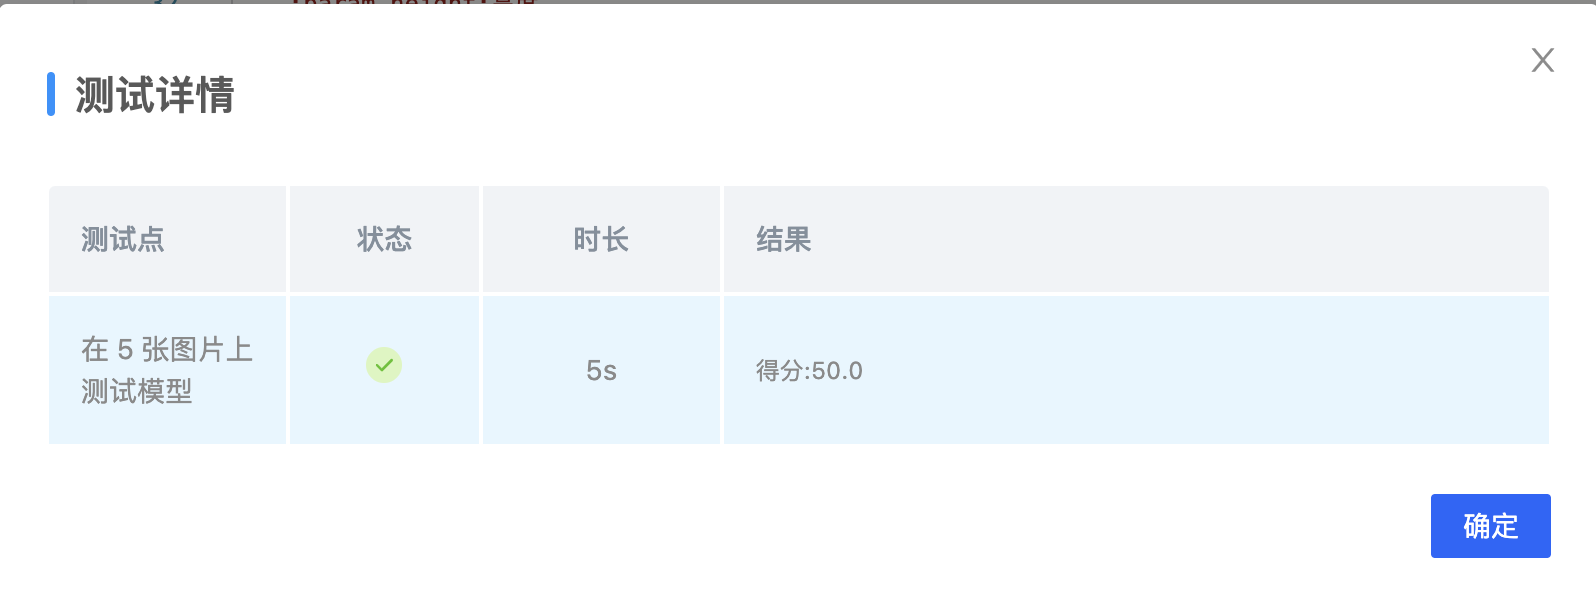 测试详情
测试点
状态
时长
结果
在 5 张图片上
测试模型
5s
得分:50.0
确定